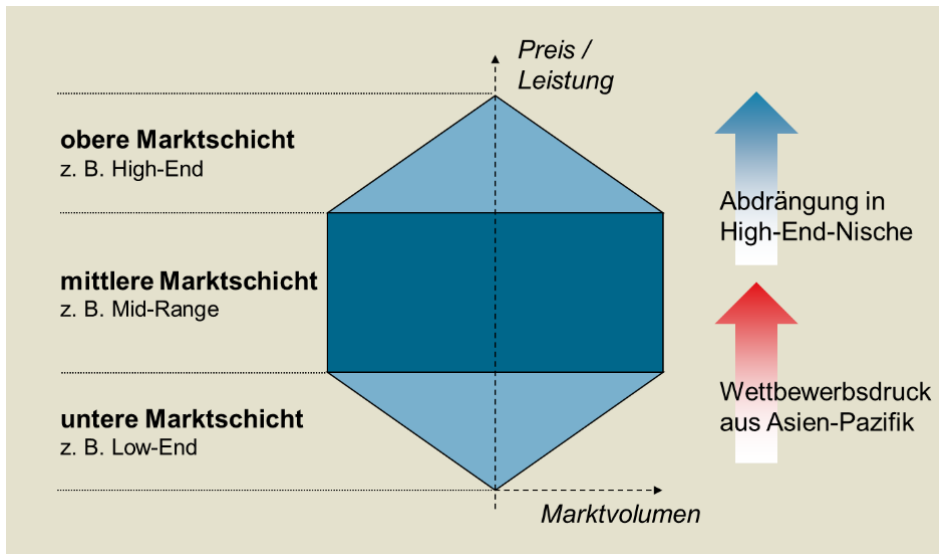 Preis /
Leistung
obere Marktschicht
z. B. High-End
Abdrängung in
High-End-Nische
mittlere Marktschicht
z. B. Mid-Range
Wettbewerbsdruck
aus Asien-Pazifik
untere Marktschicht
z. B. Low-End
Marktvolumen